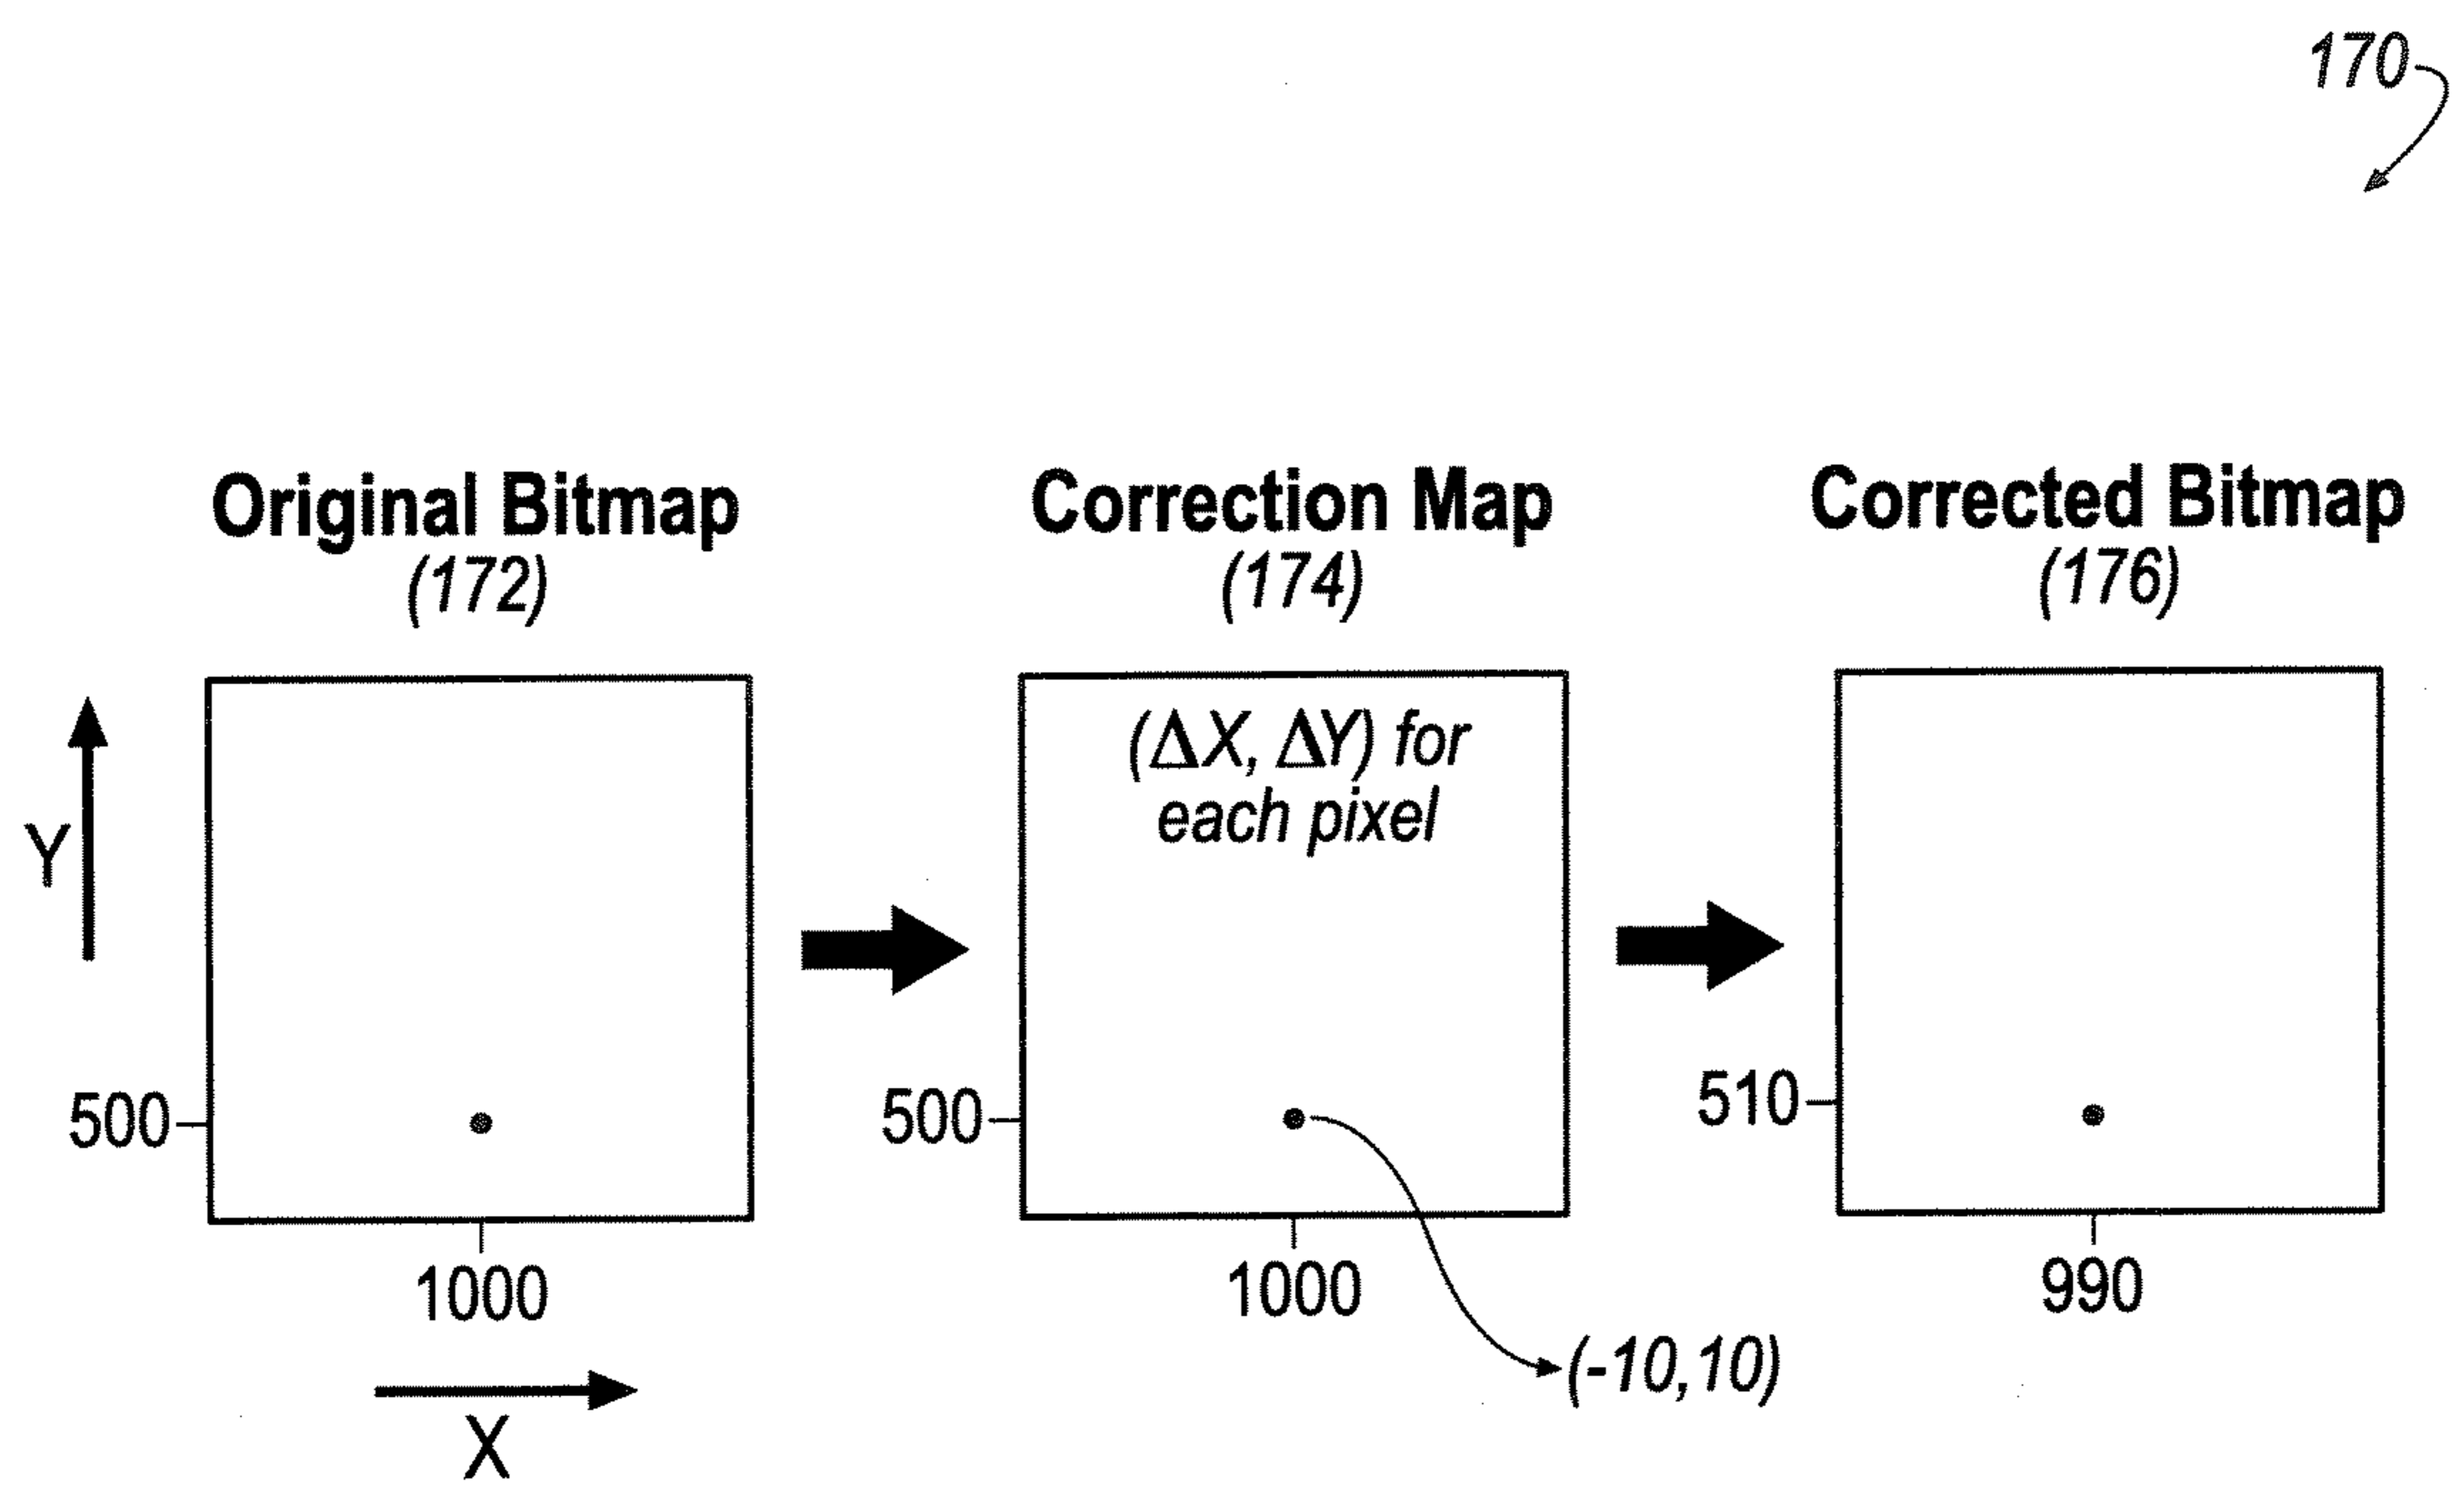 170
Original Bitmap
(172)
Correction Map
(174)
Corrected Bitmap
(176)
Y
500
1000
X
(ΔX, ΔY) for
each pixel
500
1000
(-10,10)
510
990